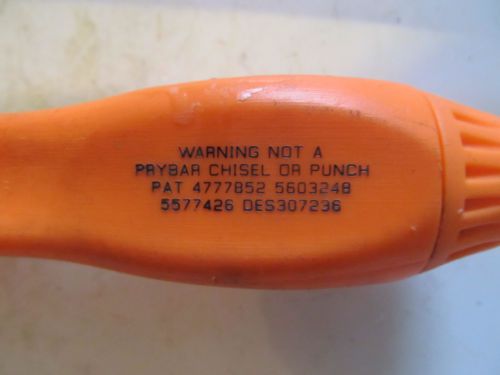 WARNING NOT A
PRYBAR CHISEL OR PUNCH
PAT 4777852 5603248
5577426 DES307236